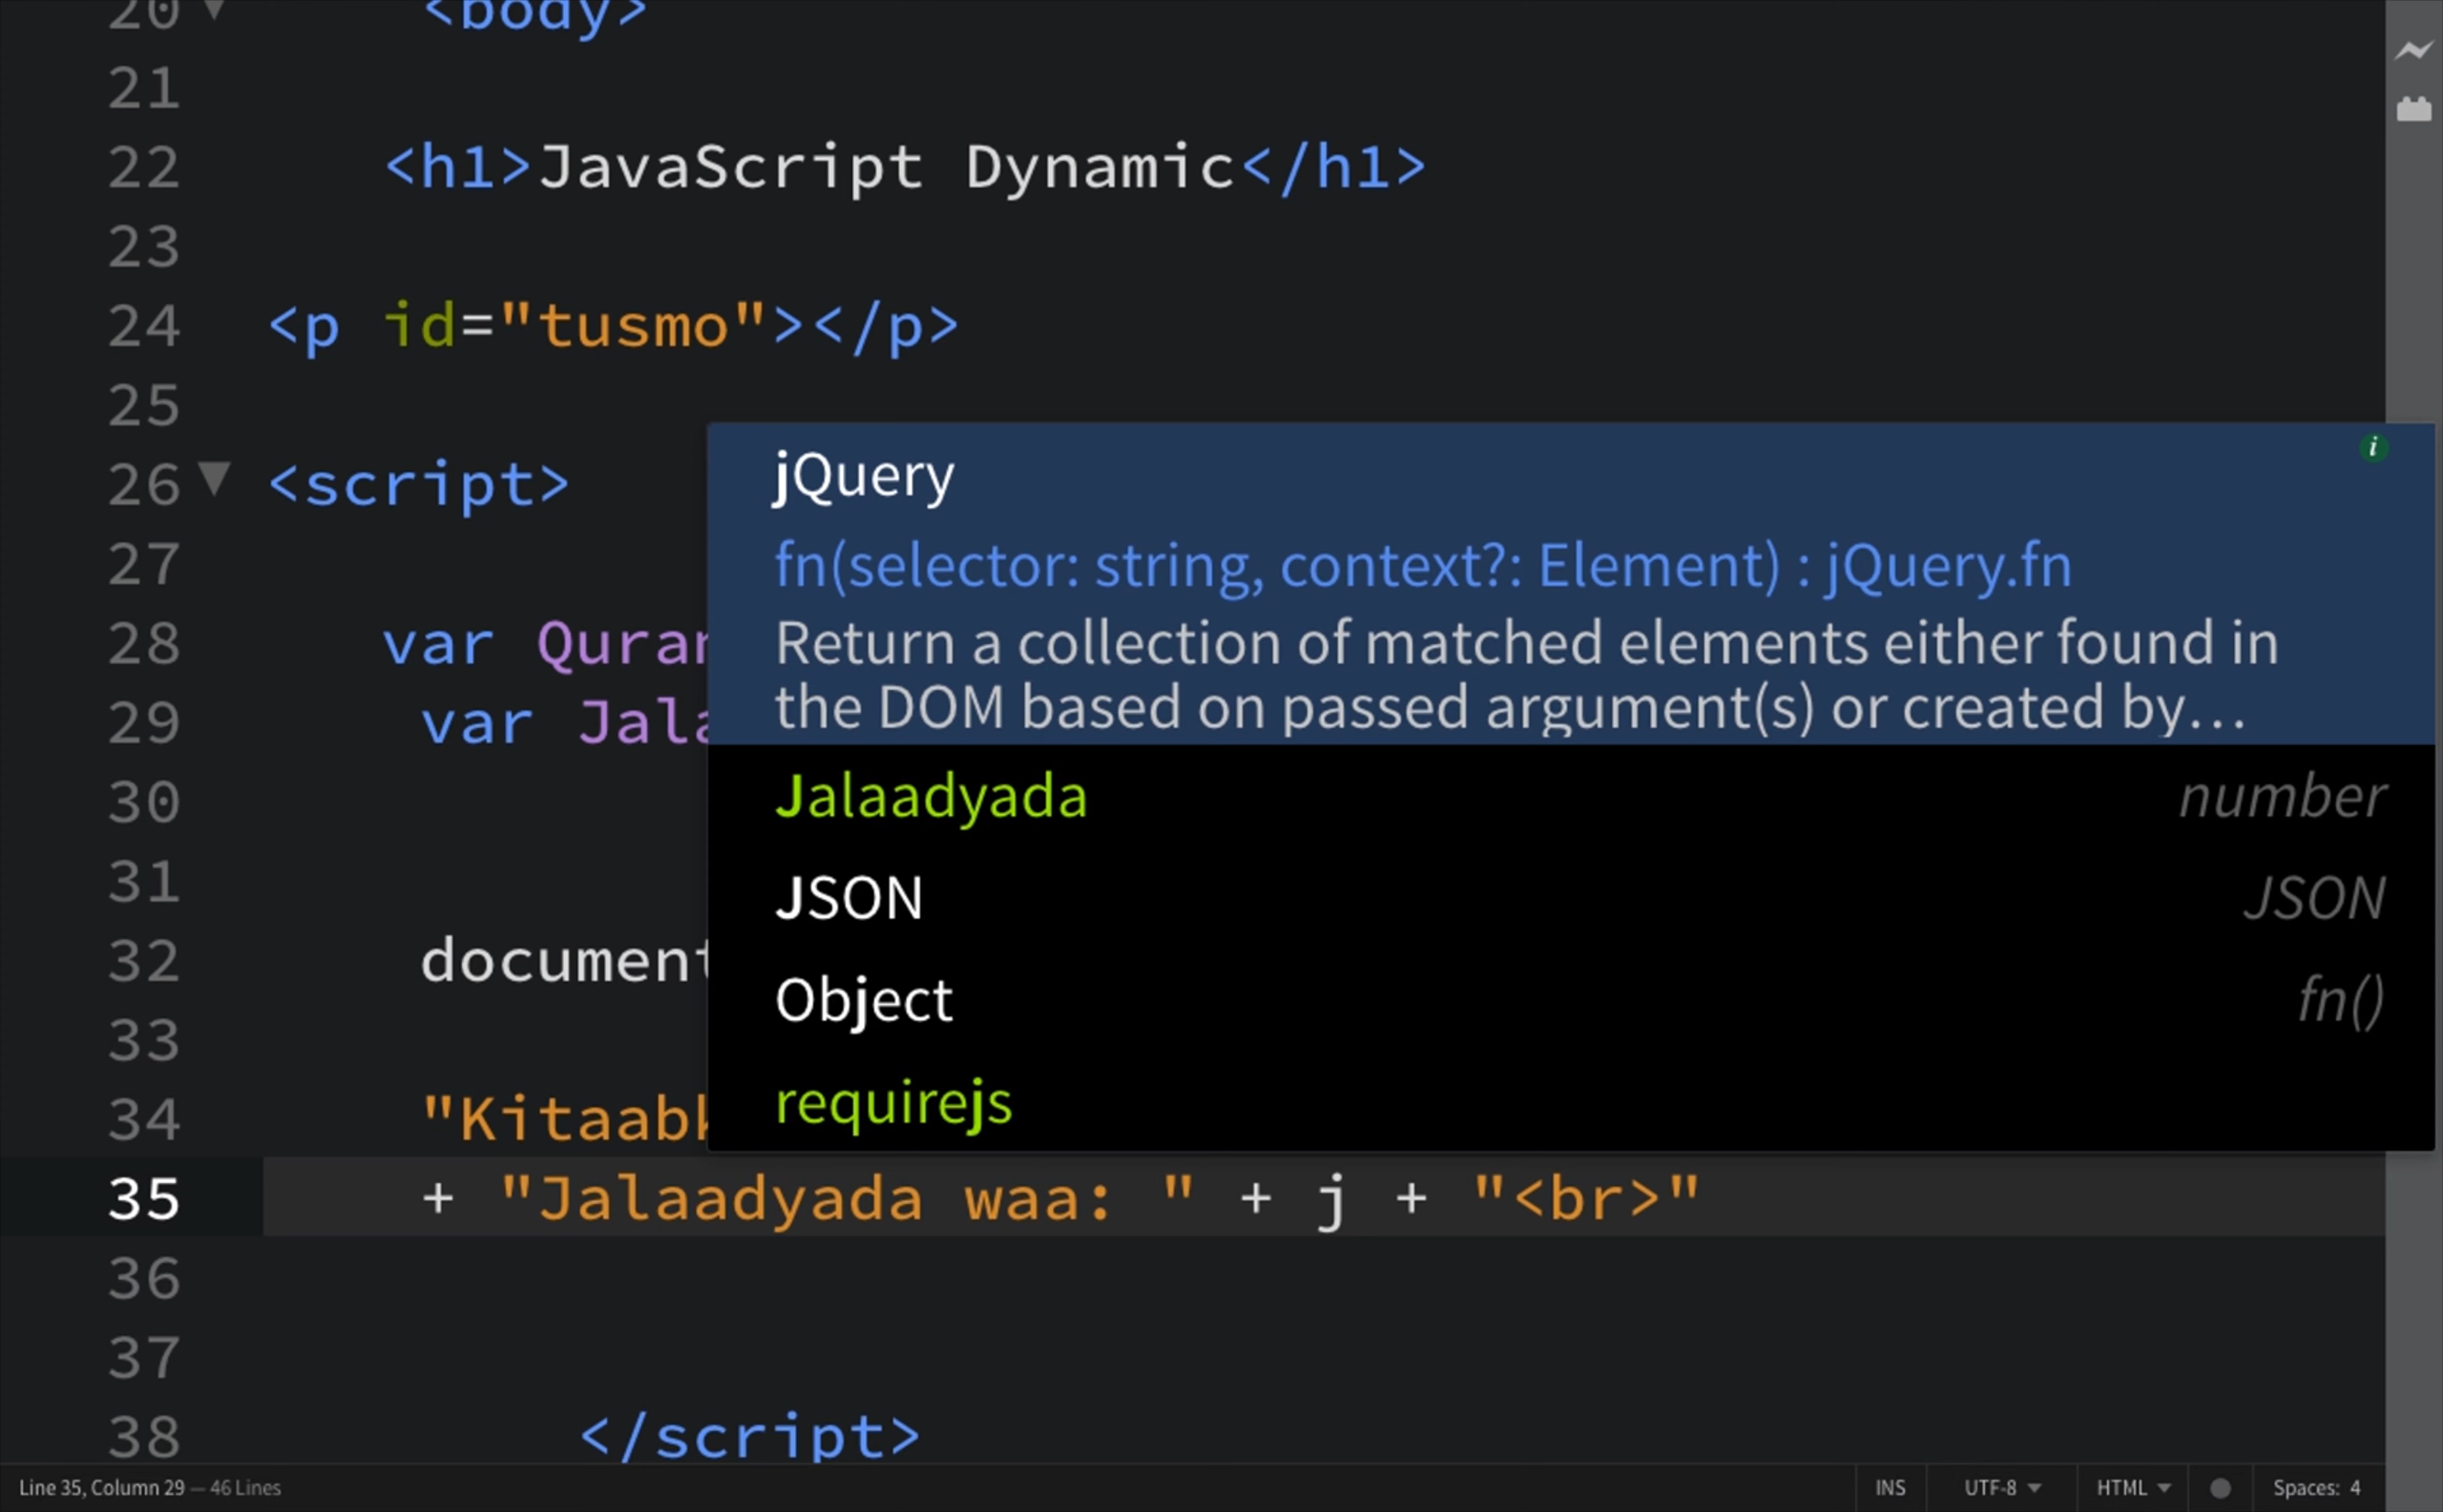 20 <body>
21
22 <h1>JavaScript Dynamic</h1>
23
24 <p id="tusmo"></p>
25
26 <script>
27
28 var Quran
29 var Jala
30
31
32 document
33
34 "Kitaabk
35 + "Jalaadyada waa: " + j + "<br>"
36
37
38 </script>
jQuery
fn(selector: string, context?: Element) : jQuery.fn
Return a collection of matched elements either found in
the DOM based on passed argument(s) or created by…
Jalaadyada number
JSON JSON
Object fn()
requirejs
Line 35, Column 29 — 46 Lines INS UTF-8 HTML Spaces: 4